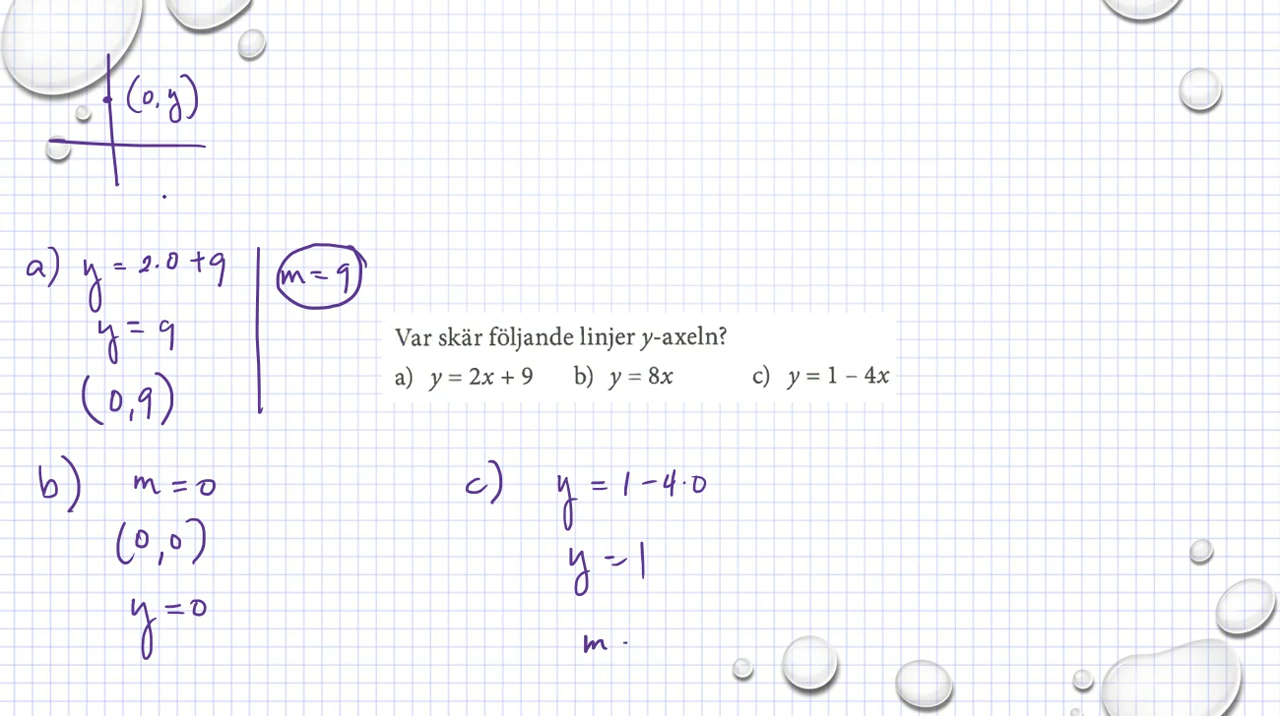 (0, y)
a) y = 2·0 + 9
m = 9
y = 9
(0,9)
Var skär följande linjer y-axeln?
a) y = 2x + 9 b) y = 8x c) y = 1 – 4x
b) m = 0
(0,0)
y = 0
c) y = 1 - 4·0
y = 1
m -